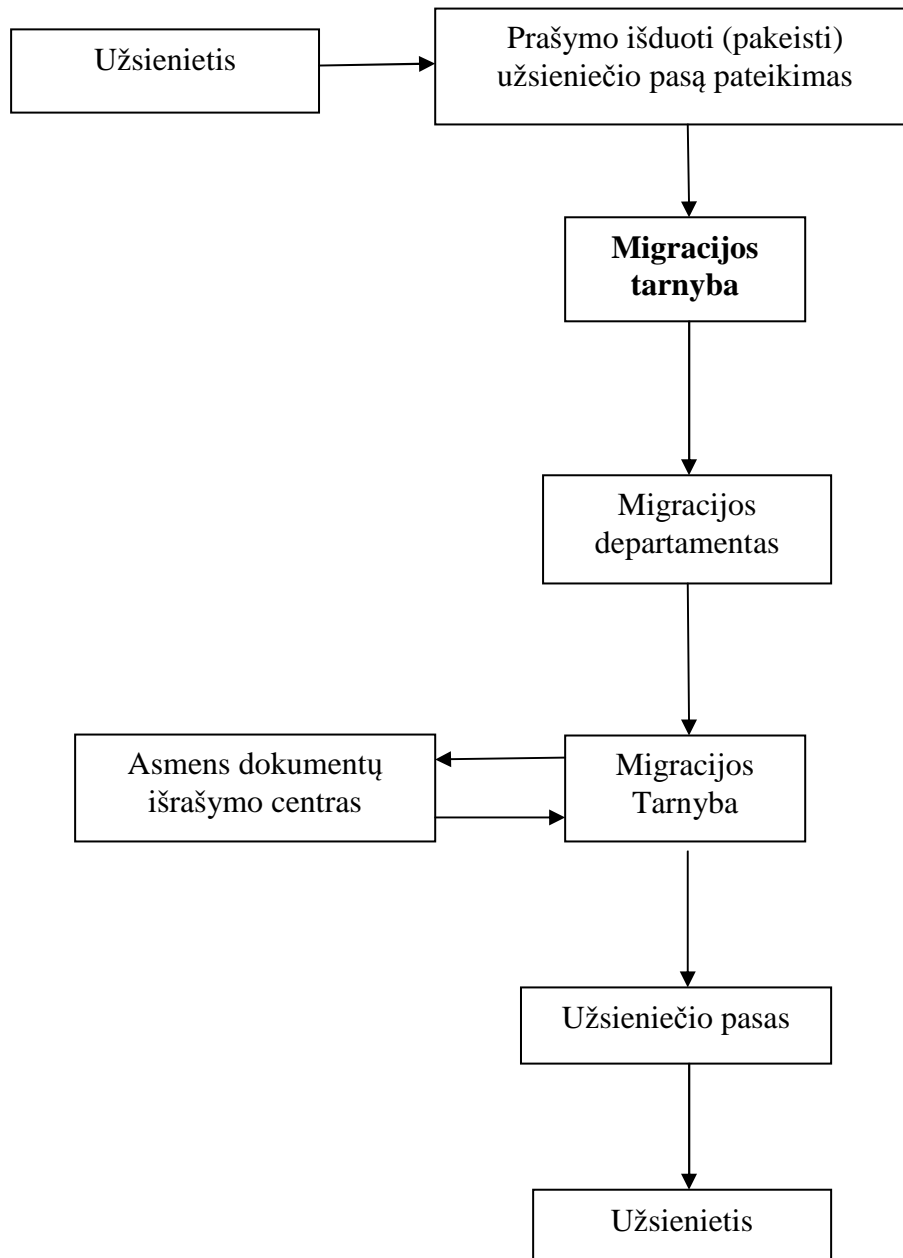 Užsienietis
Prašymo išduoti (pakeisti)
užsieniečio pasą pateikimas
Migracijos
tarnyba
Migracijos
departamentas
Asmens dokumentų
išrašymo centras
Migracijos
Tarnyba
Užsieniečio pasas
Užsienietis